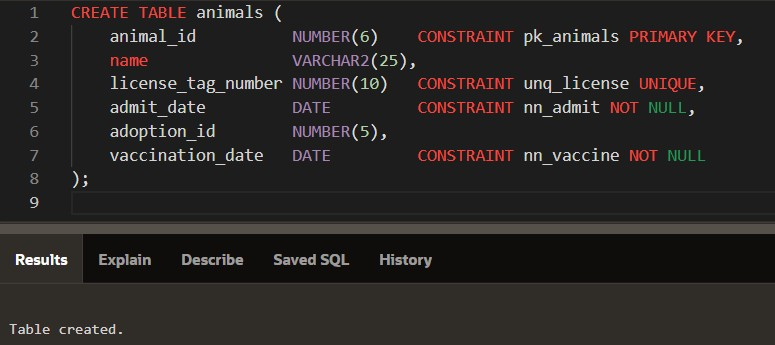 1 CREATE TABLE animals (
2 animal_id NUMBER(6) CONSTRAINT pk_animals PRIMARY KEY,
3 name VARCHAR2(25),
4 license_tag_number NUMBER(10) CONSTRAINT unq_license UNIQUE,
5 admit_date DATE CONSTRAINT nn_admit NOT NULL,
6 adoption_id NUMBER(5),
7 vaccination_date DATE CONSTRAINT nn_vaccine NOT NULL
8 );
9
Results Explain Describe Saved SQL History
Table created.